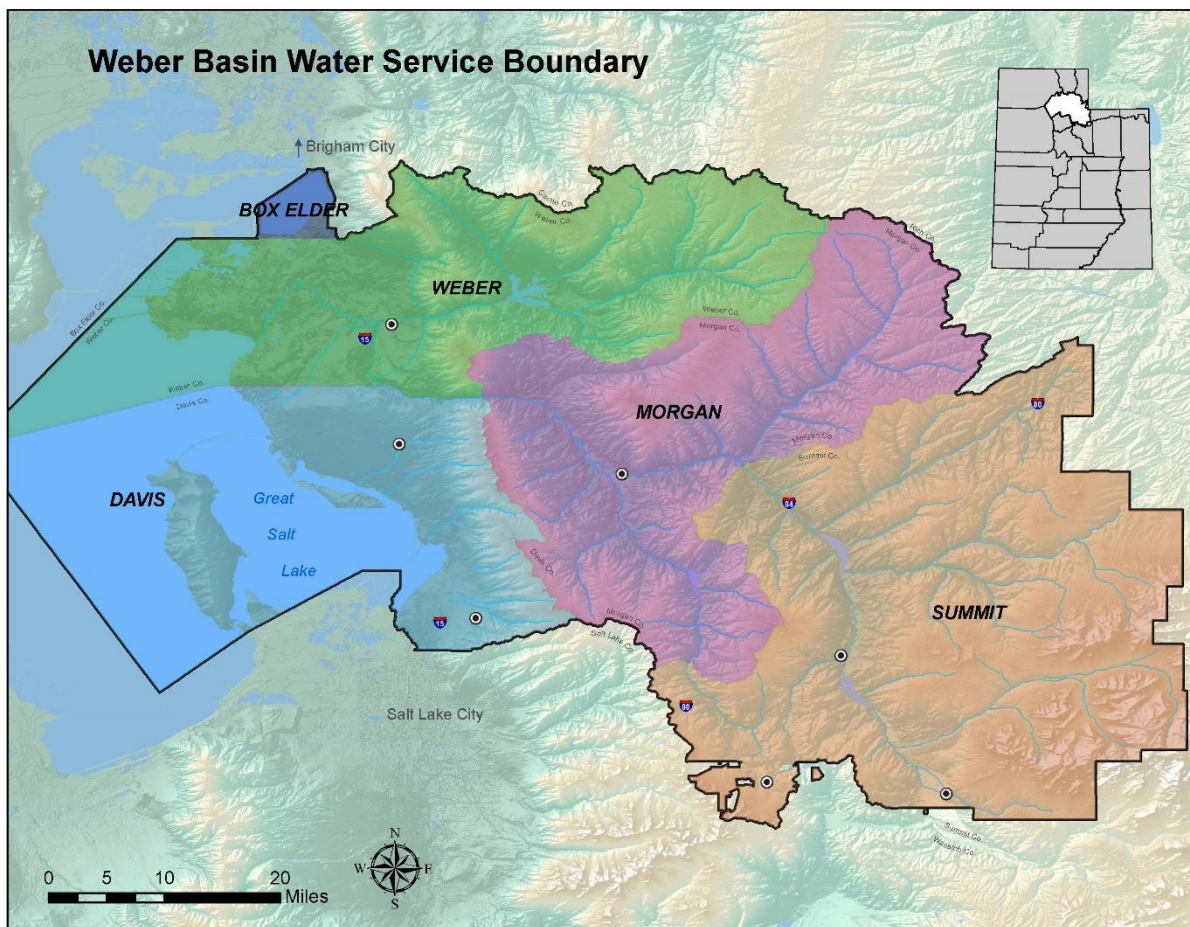 Weber Basin Water Service Boundary
Brigham City
BOX ELDER
Cache Co.
Weber Co.
Rich Co.
Morgan Co.
WEBER
Box Elder Co.
Weber Co.
15
Weber Co.
Morgan Co.
Weber Co.
Davis Co.
MORGAN
80
Morgan Co.
Summit Co.
DAVIS
Great
Salt
Lake
84
Davis Co.
SUMMIT
15
Morgan Co.
Salt Lake Co.
80
Salt Lake City
Summit Co.
Wasatch Co.
N
W E
S
0 5 10 20
Miles